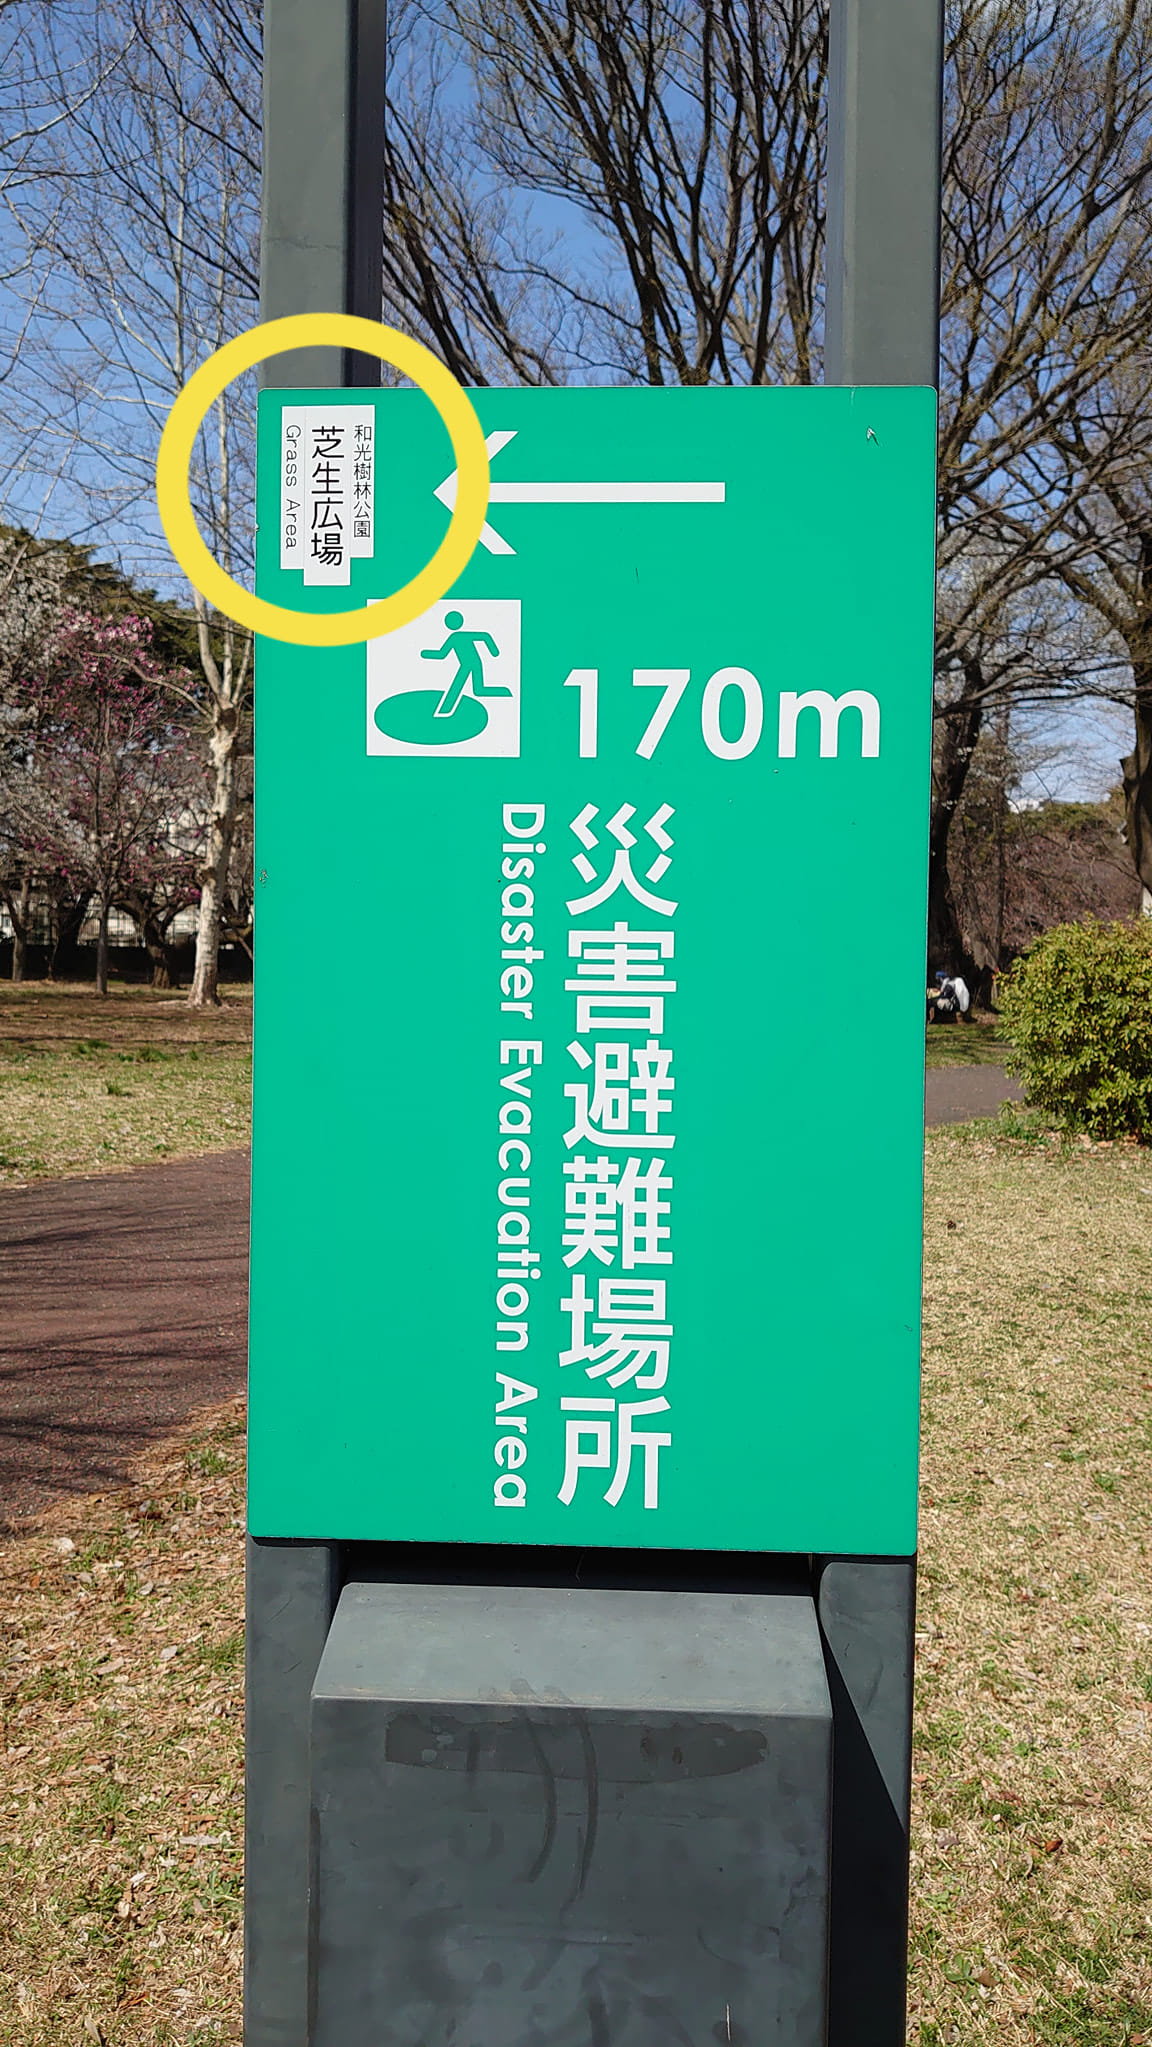 和光樹林公園
芝生広場
Grass Area
170m
災害避難場所
Disaster Evacuation Area